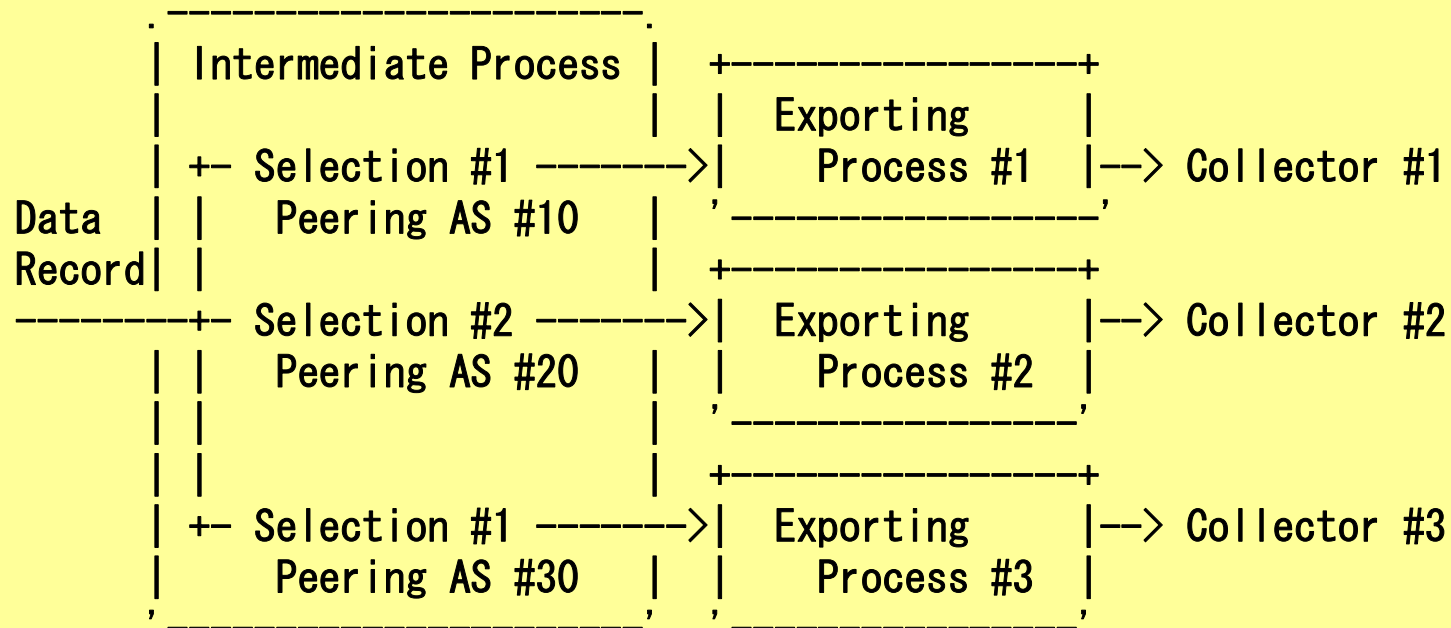 .----------------------.
| Intermediate Process |  +----------------+
|                      |  |  Exporting     |
| +- Selection #1 ------->|    Process #1  |--> Collector #1
Data  | |   Peering AS #10   |  '-----------------'
Record| |                    |  +----------------+
--------+- Selection #2 ------->|  Exporting     |--> Collector #2
| |   Peering AS #20   |  |    Process #2  |
| |                    |  '----------------'
| |                    |  +----------------+
| +- Selection #1 ------->|  Exporting     |--> Collector #3
|     Peering AS #30   |  |    Process #3  |
'----------------------'  '----------------'